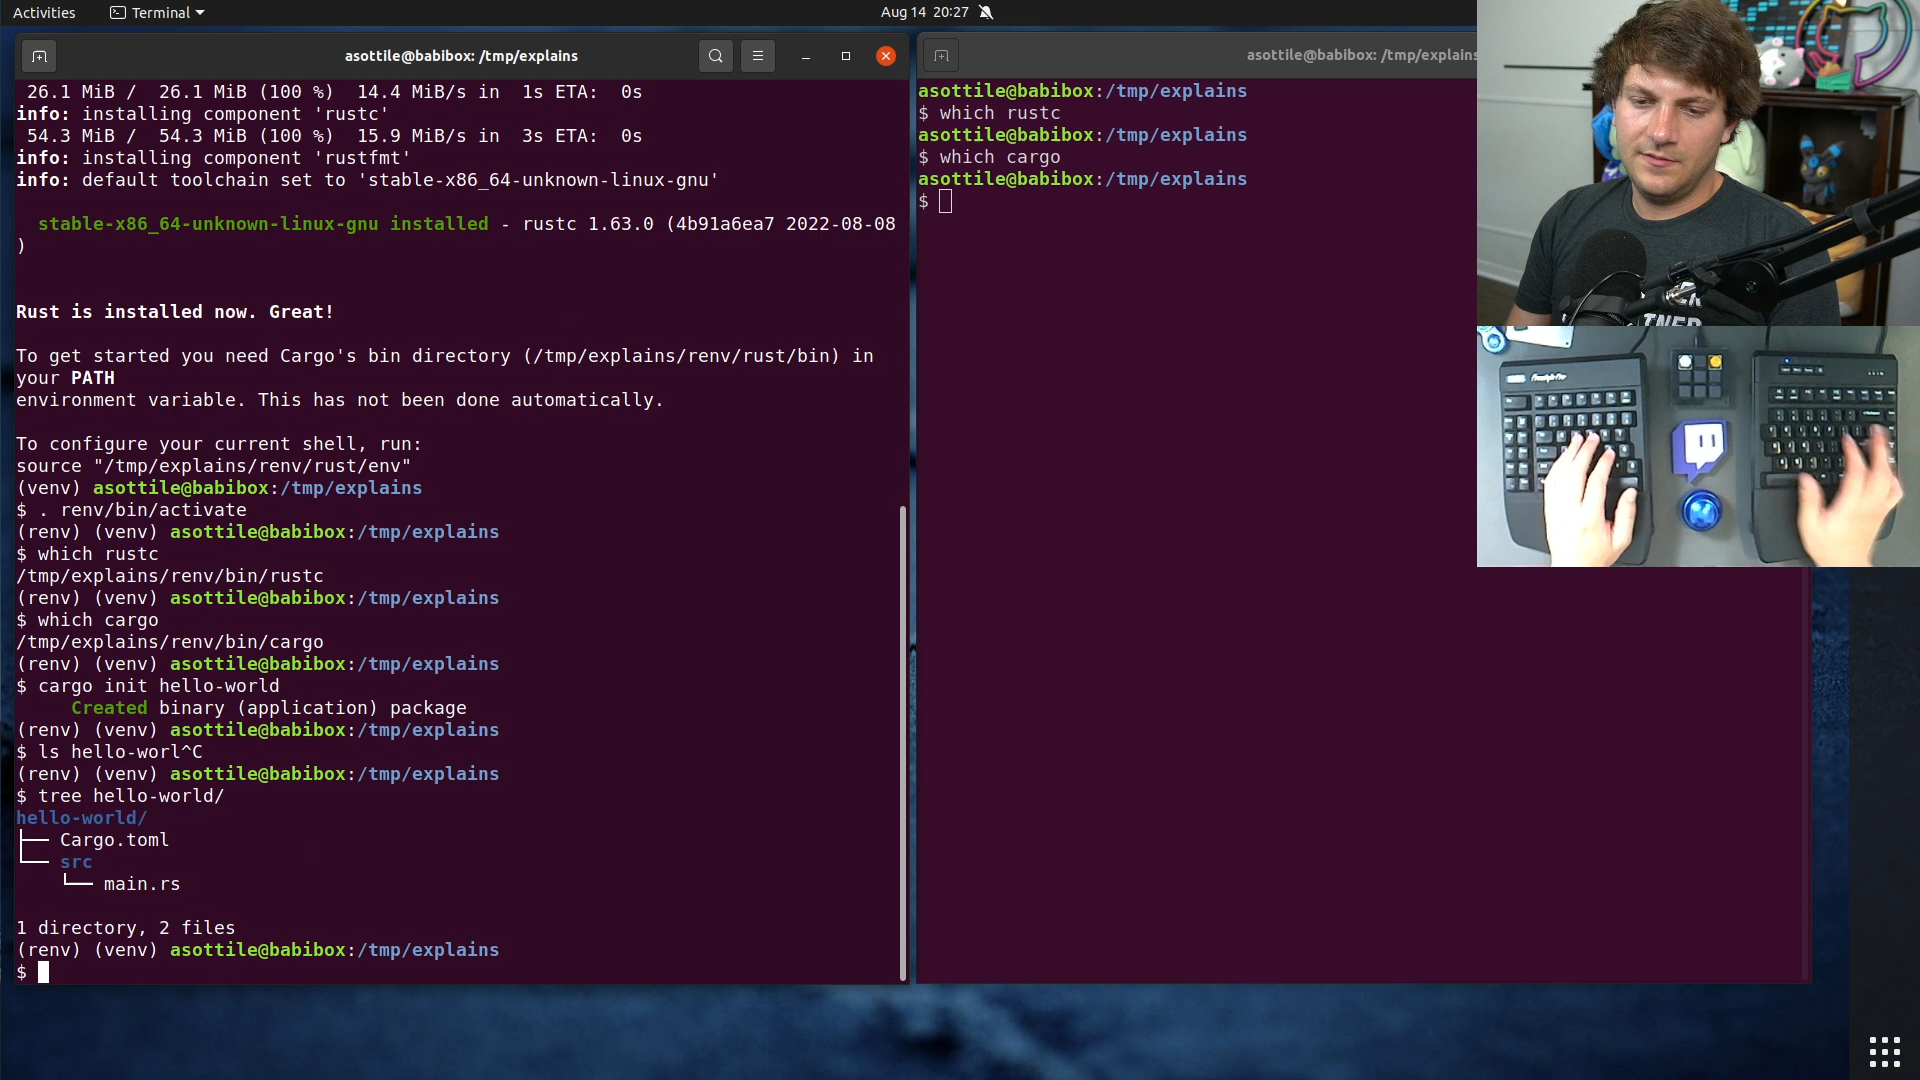 Activities
Terminal
Aug 14 20:27
asottile@babibox: /tmp/explains
26.1 MiB / 26.1 MiB (100 %) 14.4 MiB/s in 1s ETA: 0s
info: installing component 'rustc'
54.3 MiB / 54.3 MiB (100 %) 15.9 MiB/s in 3s ETA: 0s
info: installing component 'rustfmt'
info: default toolchain set to 'stable-x86_64-unknown-linux-gnu'
stable-x86_64-unknown-linux-gnu installed - rustc 1.63.0 (4b91a6ea7 2022-08-08
)
Rust is installed now. Great!
To get started you need Cargo's bin directory (/tmp/explains/renv/rust/bin) in
your PATH
environment variable. This has not been done automatically.
To configure your current shell, run:
source "/tmp/explains/renv/rust/env"
(venv) asottile@babibox:/tmp/explains
$ . renv/bin/activate
(renv) (venv) asottile@babibox:/tmp/explains
$ which rustc
/tmp/explains/renv/bin/rustc
(renv) (venv) asottile@babibox:/tmp/explains
$ which cargo
/tmp/explains/renv/bin/cargo
(renv) (venv) asottile@babibox:/tmp/explains
$ cargo init hello-world
Created binary (application) package
(renv) (venv) asottile@babibox:/tmp/explains
$ ls hello-worl^C
(renv) (venv) asottile@babibox:/tmp/explains
$ tree hello-world/
hello-world/
├── Cargo.toml
└── src
└── main.rs
1 directory, 2 files
(renv) (venv) asottile@babibox:/tmp/explains
$
asottile@babibox: /tmp/explains
asottile@babibox:/tmp/explains
$ which rustc
asottile@babibox:/tmp/explains
$ which cargo
asottile@babibox:/tmp/explains
$